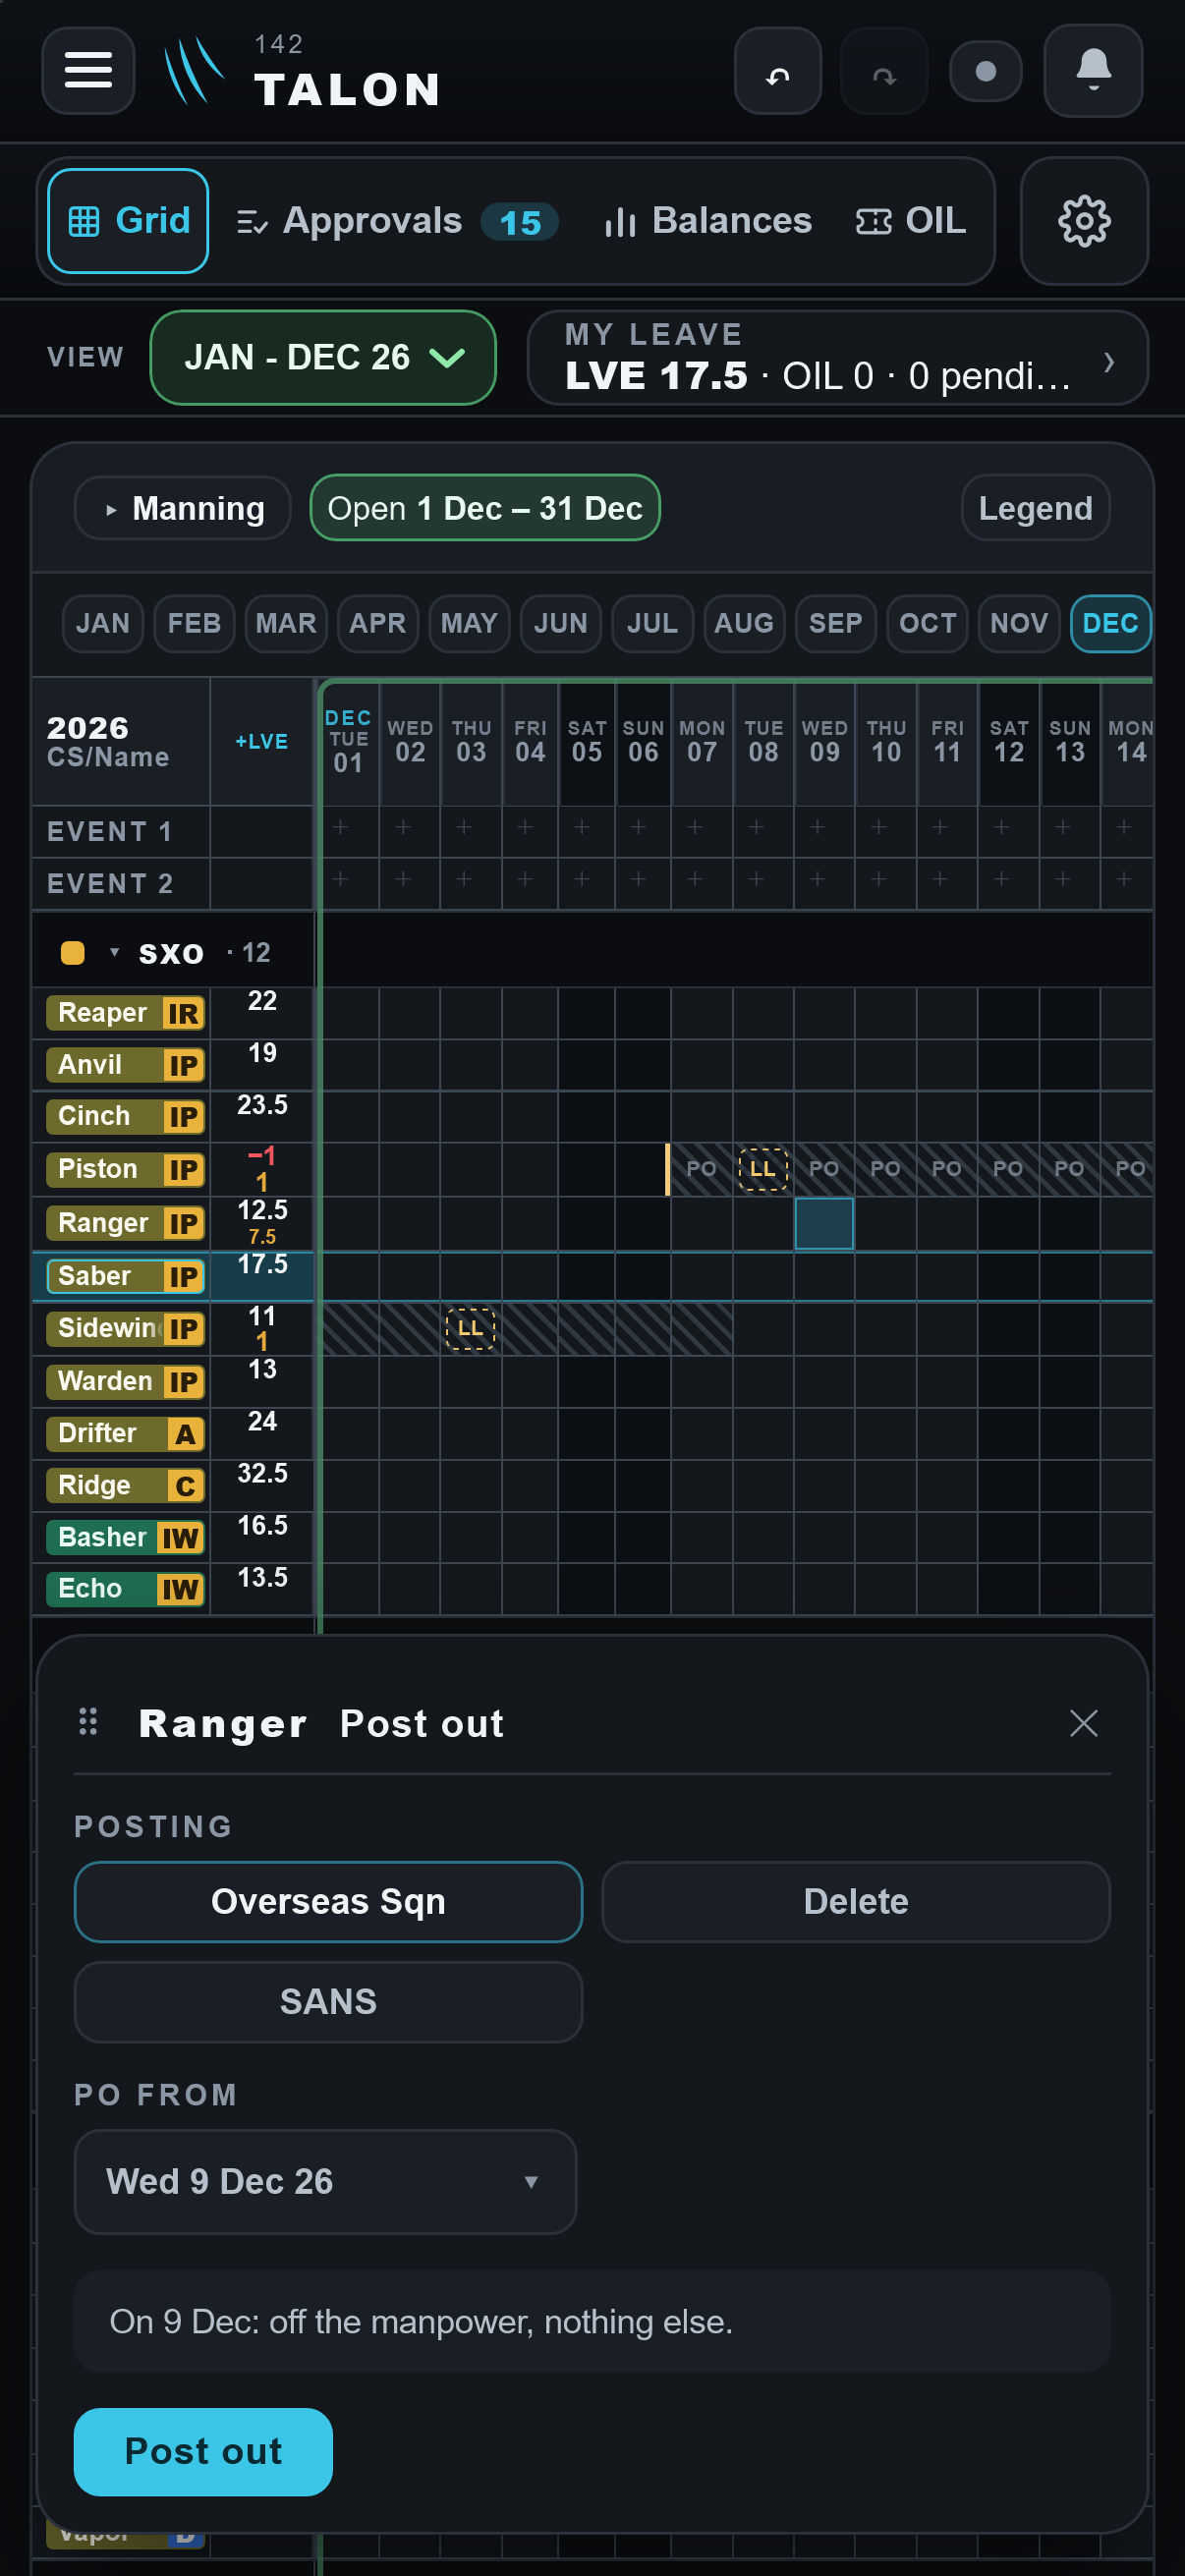 142
TALON
Grid
Approvals 15
Balances
OIL
VIEW
JAN - DEC 26
MY LEAVE
LVE 17.5 · OIL 0 · 0 pendi…
Manning
Open 1 Dec – 31 Dec
Legend
JAN FEB MAR APR MAY JUN JUL AUG SEP OCT NOV DEC
2026
CS/Name
+LVE
DEC
TUE WED THU FRI SAT SUN MON TUE WED THU FRI SAT SUN MON
01 02 03 04 05 06 07 08 09 10 11 12 13 14
EVENT 1 + + + + + + + + + + + + + +
EVENT 2 + + + + + + + + + + + + + +
SXO · 12
Reaper IR 22
Anvil IP 19
Cinch IP 23.5
Piston IP −1 1 PO LL PO PO PO PO PO PO
Ranger IP 12.5 7.5
Saber IP 17.5
Sidewin IP 11 1 LL
Warden IP 13
Drifter A 24
Ridge C 32.5
Basher IW 16.5
Echo IW 13.5
Ranger Post out
POSTING
Overseas Sqn
Delete
SANS
PO FROM
Wed 9 Dec 26
On 9 Dec: off the manpower, nothing else.
Post out